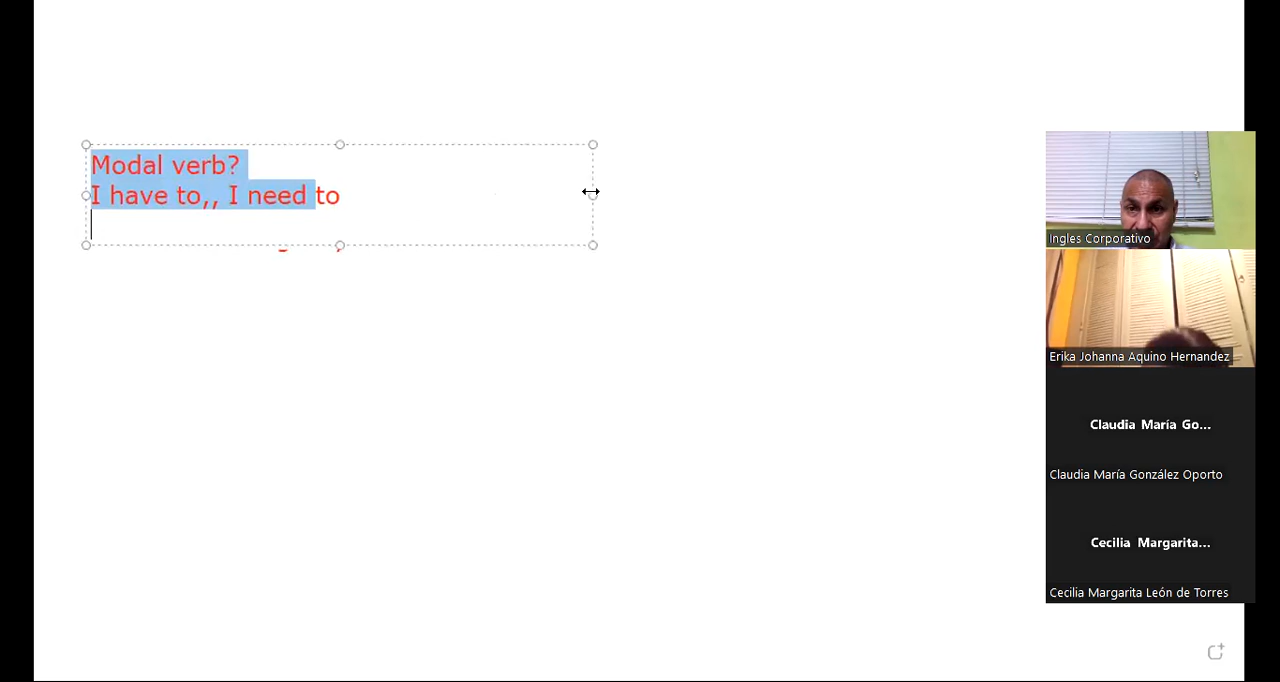 Modal verb?
I have to,, I need to
Ingles Corporativo
Erika Johanna Aquino Hernandez
Claudia María Go...
Claudia María González Oporto
Cecilia Margarita...
Cecilia Margarita León de Torres